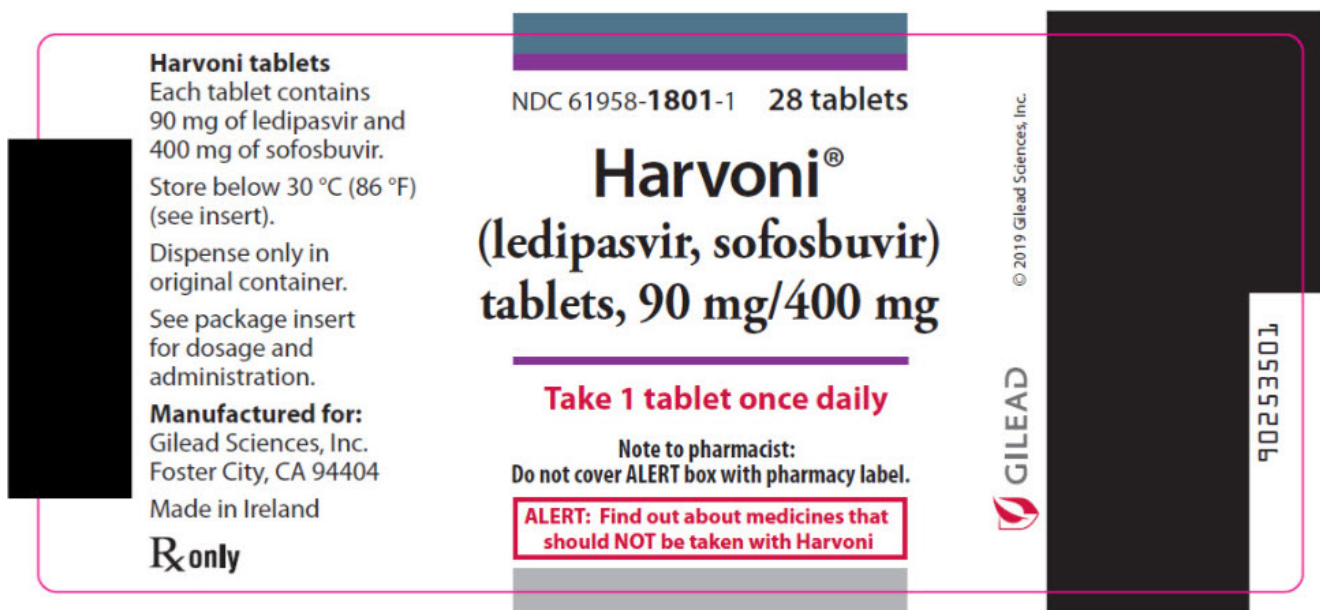 Harvoni tablets
Each tablet contains
90 mg of ledipasvir and
400 mg of sofosbuvir.
Store below 30 °C (86 °F)
(see insert).
Dispense only in
original container.
See package insert
for dosage and
administration.
Manufactured for:
Gilead Sciences, Inc.
Foster City, CA 94404
Made in Ireland
Rx only
NDC 61958-1801-1 28 tablets
Harvoni®
(ledipasvir, sofosbuvir)
tablets, 90 mg/400 mg
Take 1 tablet once daily
Note to pharmacist:
Do not cover ALERT box with pharmacy label.
ALERT: Find out about medicines that
should NOT be taken with Harvoni
© 2019 Gilead Sciences, Inc.
GILEAD
90253501